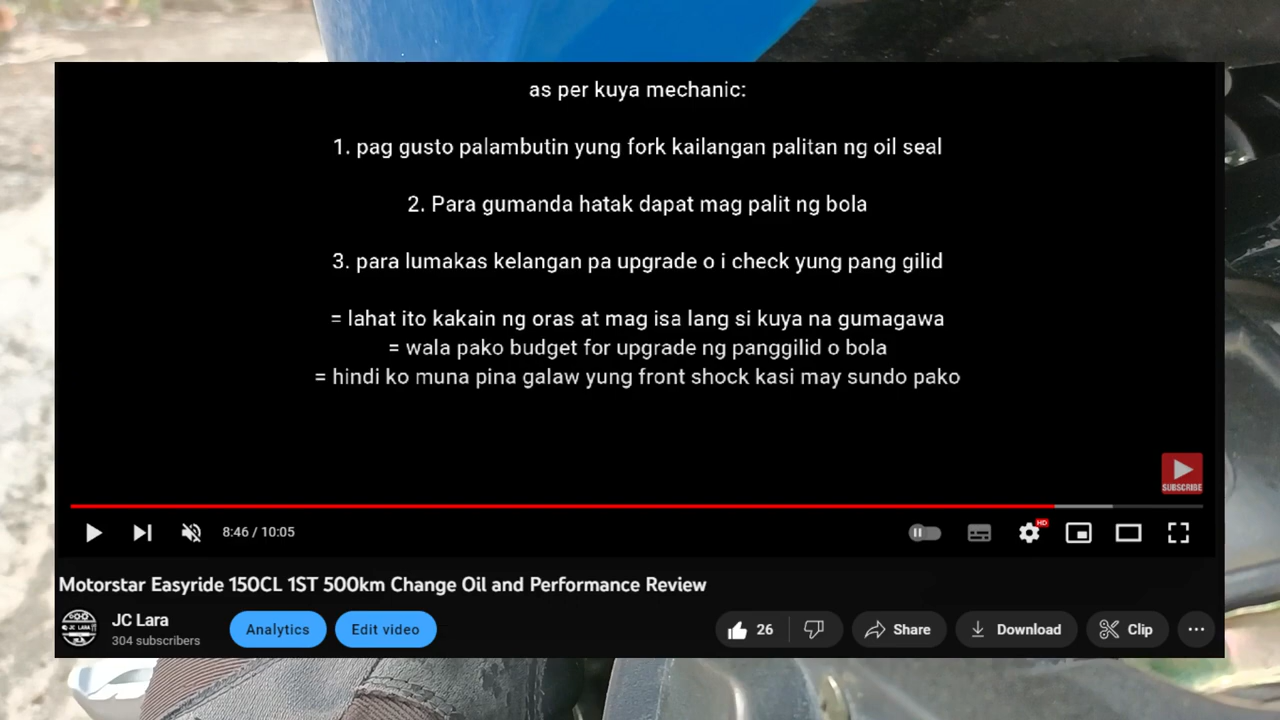 as per kuya mechanic:
1. pag gusto palambutin yung fork kailangan palitan ng oil seal
2. Para gumanda hatak dapat mag palit ng bola
3. para lumakas kelangan pa upgrade o i check yung pang gilid
= lahat ito kakain ng oras at mag isa lang si kuya na gumagawa
= wala pako budget for upgrade ng panggilid o bola
= hindi ko muna pina galaw yung front shock kasi may sundo pako
SUBSCRIBE
8:46 / 10:05
HD
Motorstar Easyride 150CL 1ST 500km Change Oil and Performance Review
JC LARA
JC Lara
304 subscribers
Analytics
Edit video
26
Share
Download
Clip